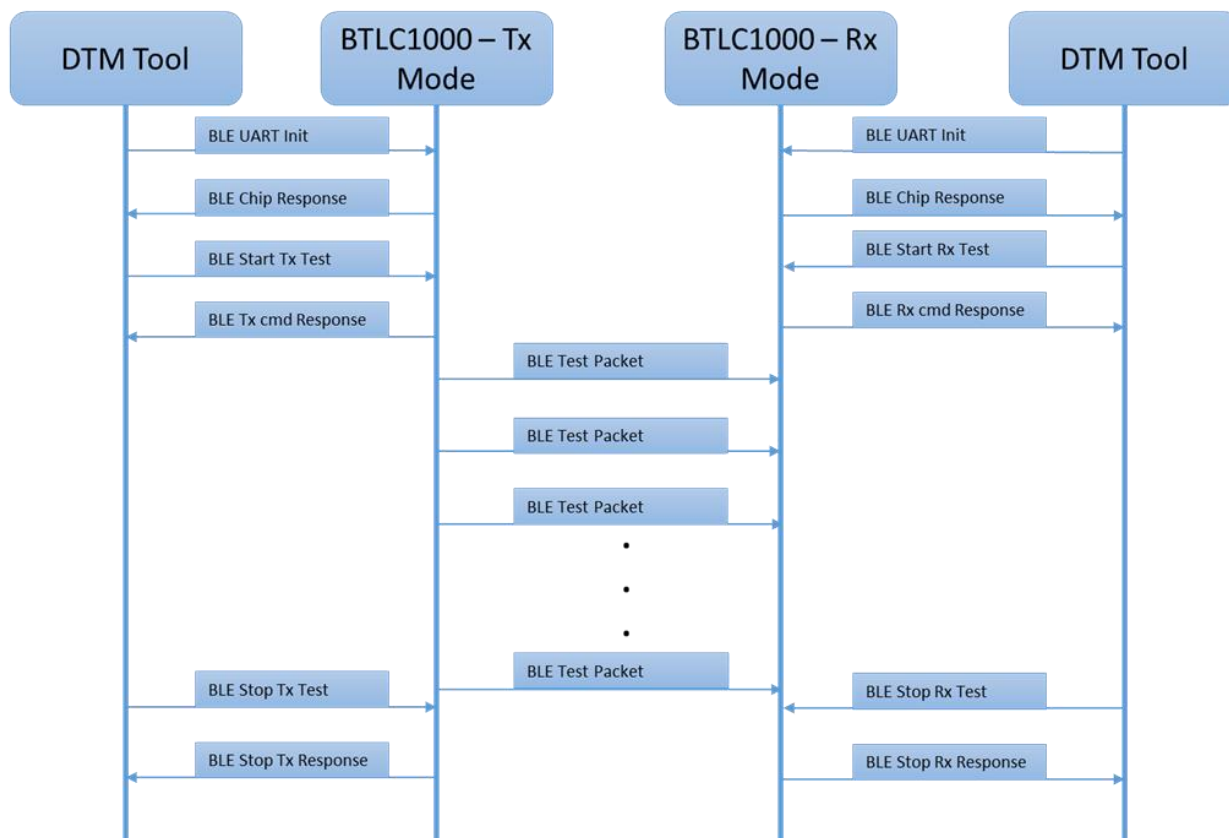 DTM Tool
BTLC1000 – Tx
Mode
BTLC1000 – Rx
Mode
DTM Tool
BLE UART Init
BLE UART Init
BLE Chip Response
BLE Chip Response
BLE Start Tx Test
BLE Start Rx Test
BLE Tx cmd Response
BLE Rx cmd Response
BLE Test Packet
BLE Test Packet
BLE Test Packet
BLE Test Packet
BLE Stop Tx Test
BLE Stop Rx Test
BLE Stop Tx Response
BLE Stop Rx Response